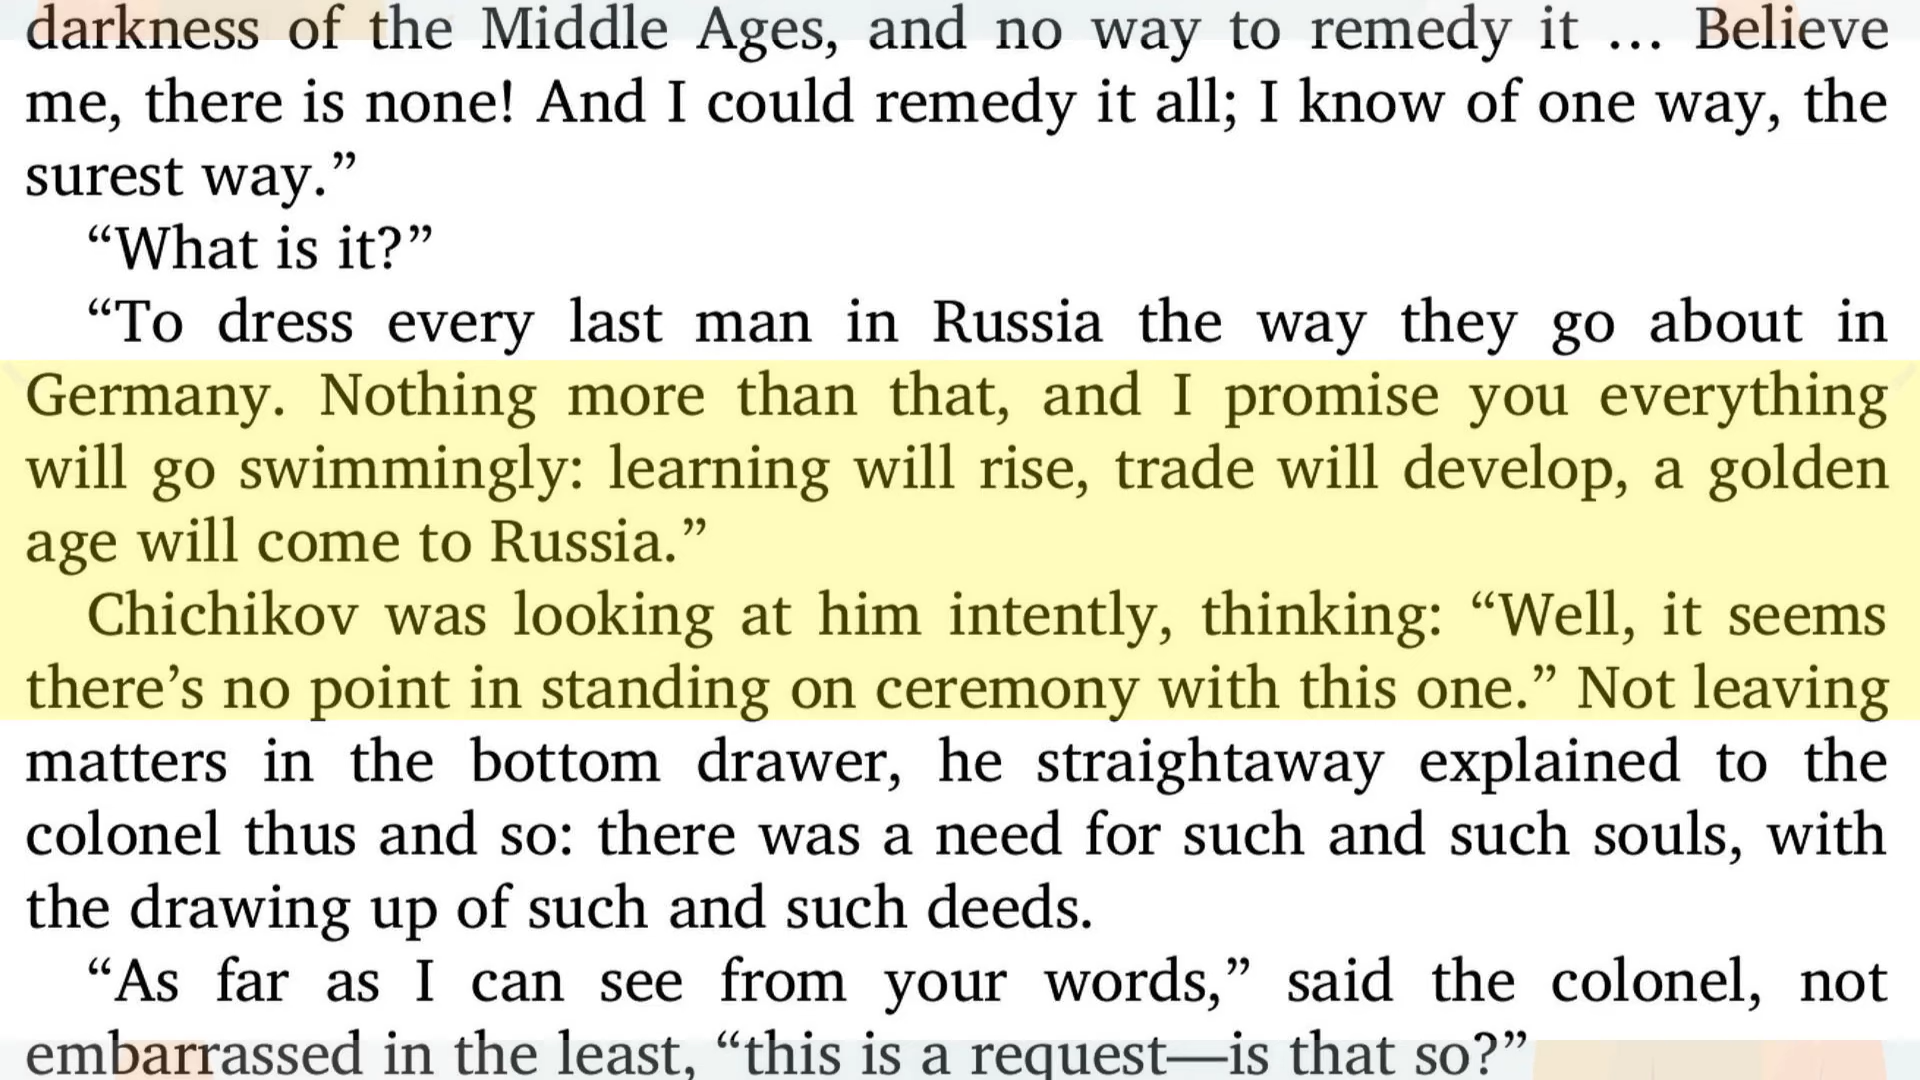 darkness of the Middle Ages, and no way to remedy it … Believe
me, there is none! And I could remedy it all; I know of one way, the
surest way.”
“What is it?”
“To dress every last man in Russia the way they go about in
Germany. Nothing more than that, and I promise you everything
will go swimmingly: learning will rise, trade will develop, a golden
age will come to Russia.”
Chichikov was looking at him intently, thinking: “Well, it seems
there’s no point in standing on ceremony with this one.” Not leaving
matters in the bottom drawer, he straightaway explained to the
colonel thus and so: there was a need for such and such souls, with
the drawing up of such and such deeds.
“As far as I can see from your words,” said the colonel, not
embarrassed in the least, “this is a request—is that so?”